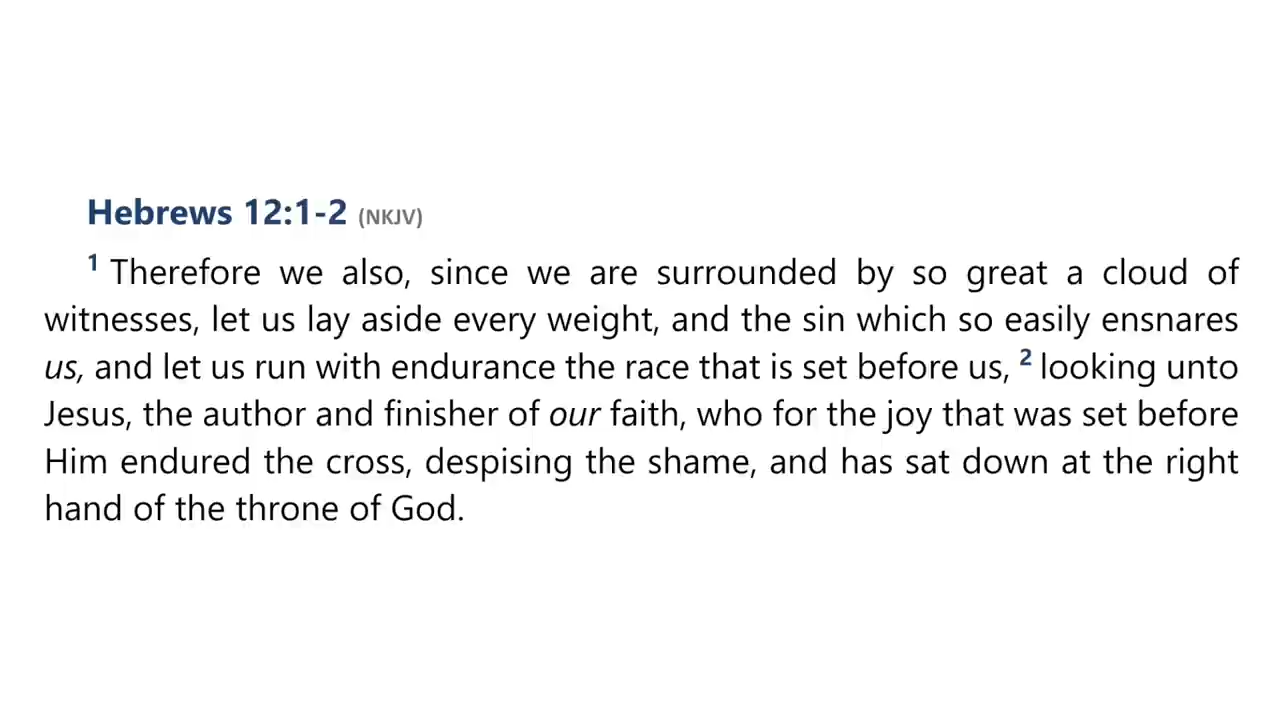 Hebrews 12:1-2 (NKJV)
1 Therefore we also, since we are surrounded by so great a cloud of
witnesses, let us lay aside every weight, and the sin which so easily ensnares
us, and let us run with endurance the race that is set before us, 2 looking unto
Jesus, the author and finisher of our faith, who for the joy that was set before
Him endured the cross, despising the shame, and has sat down at the right
hand of the throne of God.